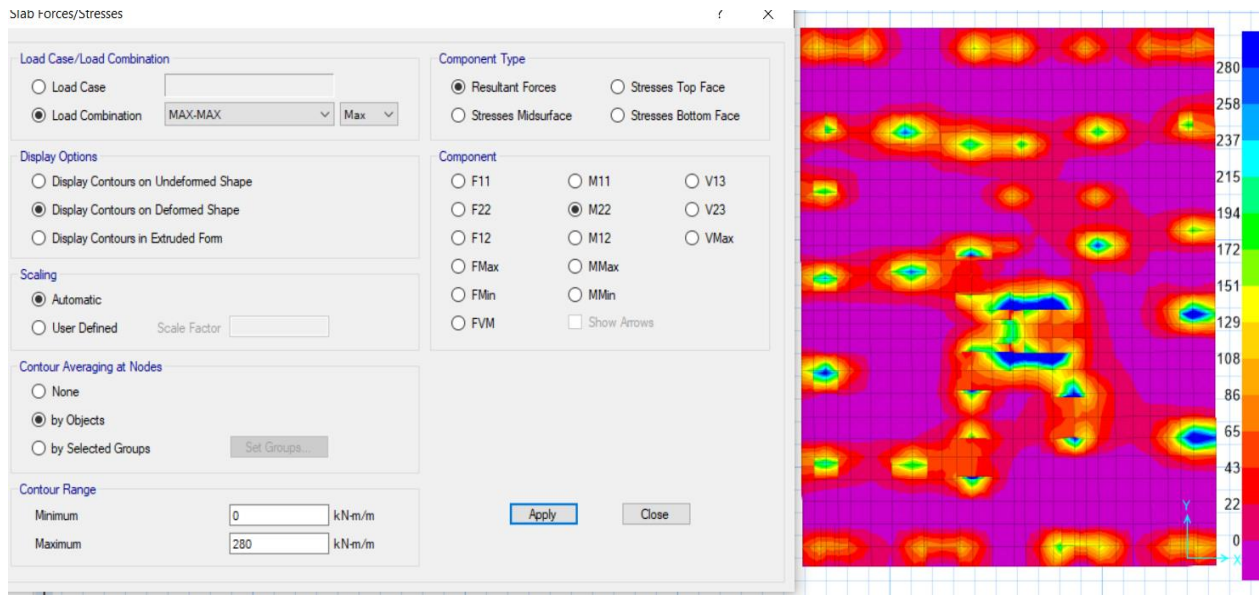 Slab Forces/Stresses
? X
Load Case/Load Combination
Load Case
Load Combination MAX-MAX Max
Display Options
Display Contours on Undeformed Shape
Display Contours on Deformed Shape
Display Contours in Extruded Form
Scaling
Automatic
User Defined Scale Factor
Contour Averaging at Nodes
None
by Objects
by Selected Groups Set Groups...
Contour Range
Minimum 0 kN-m/m
Maximum 280 kN-m/m
Component Type
Resultant Forces Stresses Top Face
Stresses Midsurface Stresses Bottom Face
Component
F11 M11 V13
F22 M22 V23
F12 M12 VMax
FMax MMax
FMin MMin
FVM Show Arrows
Apply Close
280
258
237
215
194
172
151
129
108
86
65
43
22
0
Y
X